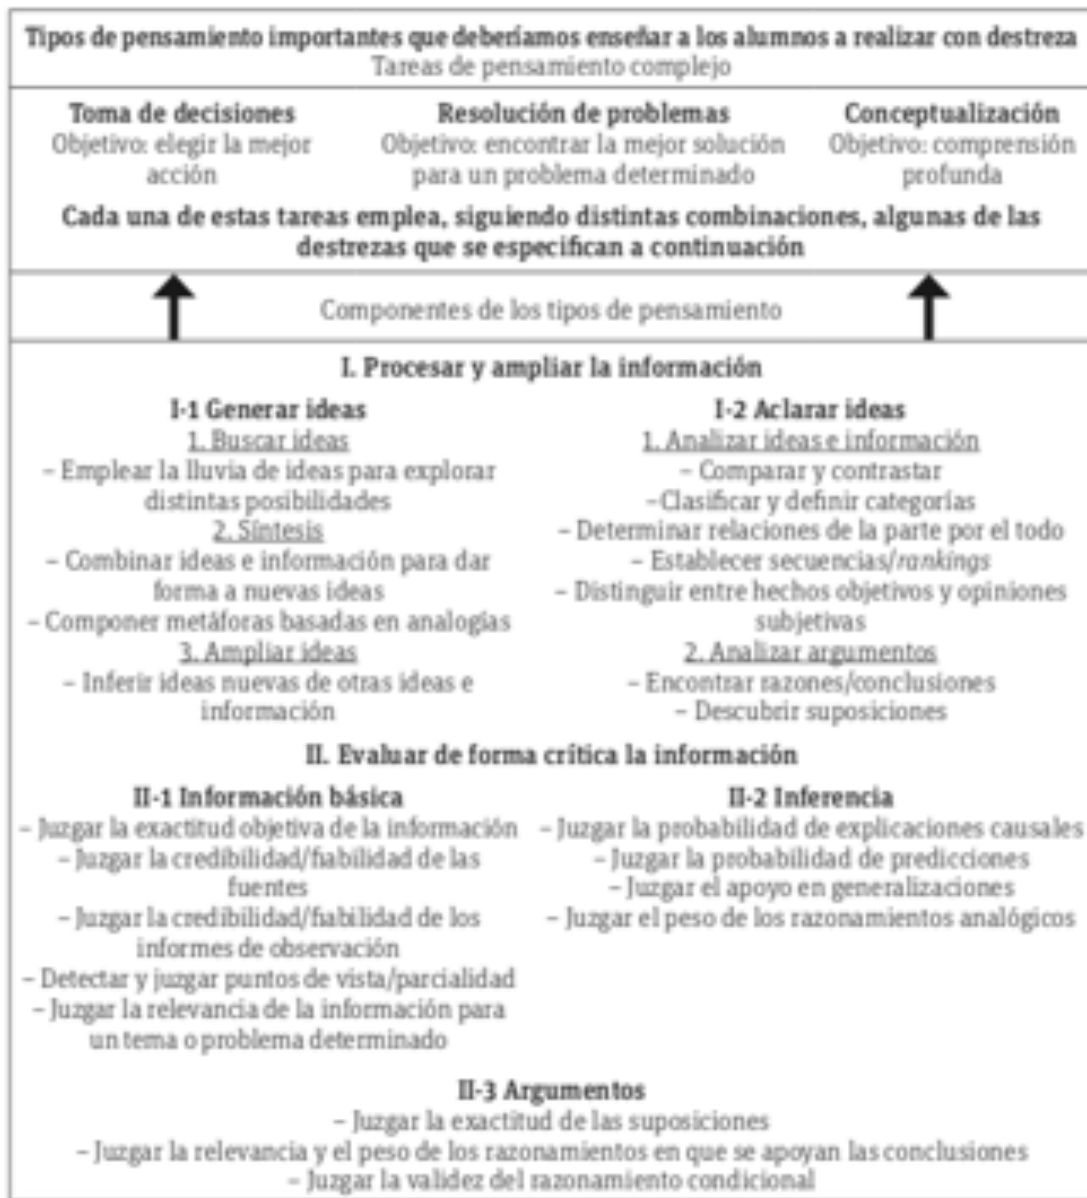 Tipos de pensamiento importantes que deberíamos enseñar a los alumnos a realizar con destreza
Tareas de pensamiento complejo
Toma de decisiones
Objetivo: elegir la mejor
acción
Resolución de problemas
Objetivo: encontrar la mejor solución
para un problema determinado
Conceptualización
Objetivo: comprensión
profunda
Cada una de estas tareas emplea, siguiendo distintas combinaciones, algunas de las
destrezas que se especifican a continuación
Componentes de los tipos de pensamiento
I. Procesar y ampliar la información
I-1 Generar ideas
1. Buscar ideas
– Emplear la lluvia de ideas para explorar
distintas posibilidades
2. Síntesis
– Combinar ideas e información para dar
forma a nuevas ideas
– Componer metáforas basadas en analogías
3. Ampliar ideas
– Inferir ideas nuevas de otras ideas e
información
I-2 Aclarar ideas
1. Analizar ideas e información
– Comparar y contrastar
–Clasificar y definir categorías
– Determinar relaciones de la parte por el todo
– Establecer secuencias/rankings
– Distinguir entre hechos objetivos y opiniones
subjetivas
2. Analizar argumentos
– Encontrar razones/conclusiones
– Descubrir suposiciones
II. Evaluar de forma crítica la información
II-1 Información básica
– Juzgar la exactitud objetiva de la información
– Juzgar la credibilidad/fiabilidad de las
fuentes
– Juzgar la credibilidad/fiabilidad de los
informes de observación
– Detectar y juzgar puntos de vista/parcialidad
– Juzgar la relevancia de la información para
un tema o problema determinado
II-2 Inferencia
– Juzgar la probabilidad de explicaciones causales
– Juzgar la probabilidad de predicciones
– Juzgar el apoyo en generalizaciones
– Juzgar el peso de los razonamientos analógicos
II-3 Argumentos
– Juzgar la exactitud de las suposiciones
– Juzgar la relevancia y el peso de los razonamientos en que se apoyan las conclusiones
– Juzgar la validez del razonamiento condicional